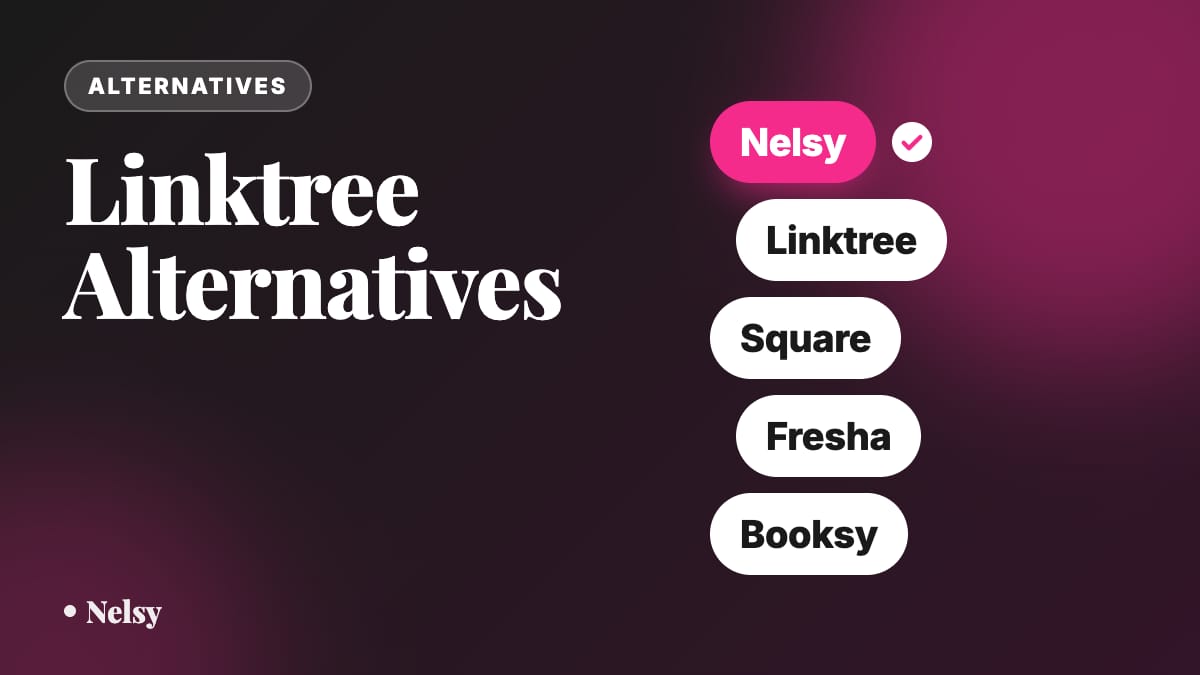 ALTERNATIVES
Linktree
Alternatives
Nelsy
Linktree
Square
Fresha
Booksy
Nelsy